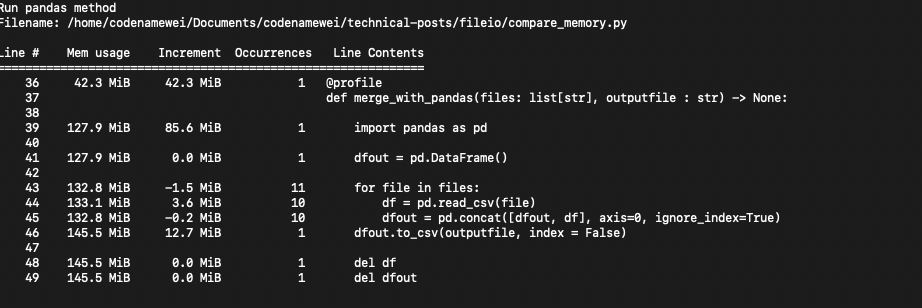 Run pandas method
Filename: /home/codenamewei/Documents/codenamewei/technical-posts/fileio/compare_memory.py
Line # Mem usage Increment Occurrences Line Contents
=============================================================
36 42.3 MiB 42.3 MiB 1 @profile
37 def merge_with_pandas(files: list[str], outputfile : str) -> None:
38
39 127.9 MiB 85.6 MiB 1 import pandas as pd
40
41 127.9 MiB 0.0 MiB 1 dfout = pd.DataFrame()
42
43 132.8 MiB -1.5 MiB 11 for file in files:
44 133.1 MiB 3.6 MiB 10 df = pd.read_csv(file)
45 132.8 MiB -0.2 MiB 10 dfout = pd.concat([dfout, df], axis=0, ignore_index=True)
46 145.5 MiB 12.7 MiB 1 dfout.to_csv(outputfile, index = False)
47
48 145.5 MiB 0.0 MiB 1 del df
49 145.5 MiB 0.0 MiB 1 del dfout